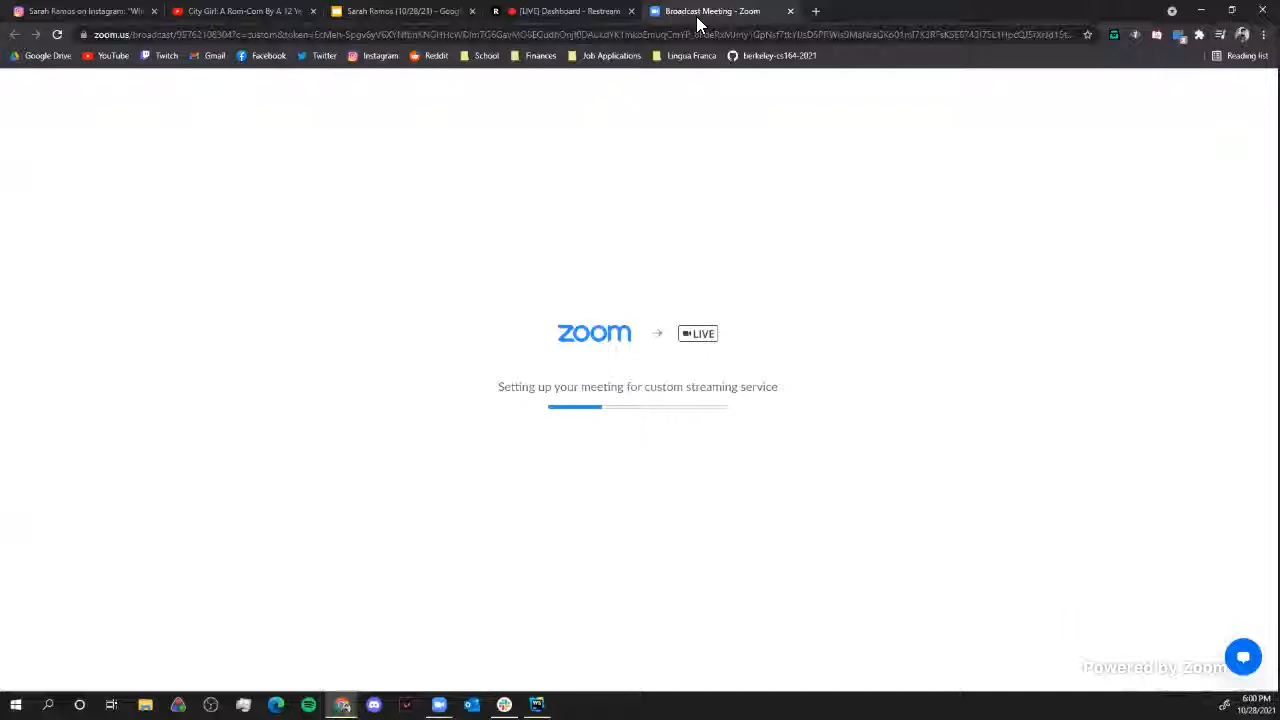 Sarah Ramos on Instagram: "Wh
City Girl: A Rom-Com By A 12 Ye
Sarah Ramos (10/28/21) - Googl
R
[LIVE] Dashboard - Restream
Broadcast Meeting - Zoom
Google Drive
YouTube
Twitch
Gmail
Facebook
Twitter
Instagram
Reddit
School
Finances
Job Applications
Lingua Franca
berkeley-cs164-2021
Reading list
zoom
LIVE
Setting up your meeting for custom streaming service
Powered by Zoom
6:00 PM
10/28/2021